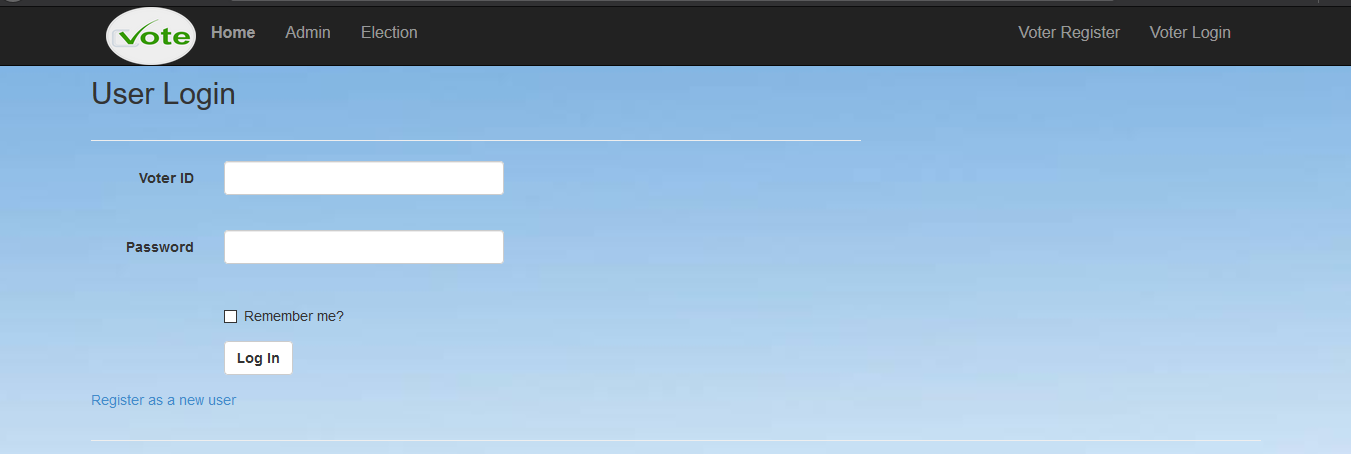 Vote Home Admin Election Voter Register Voter Login
User Login
Voter ID
Password
Remember me?
Log In
Register as a new user